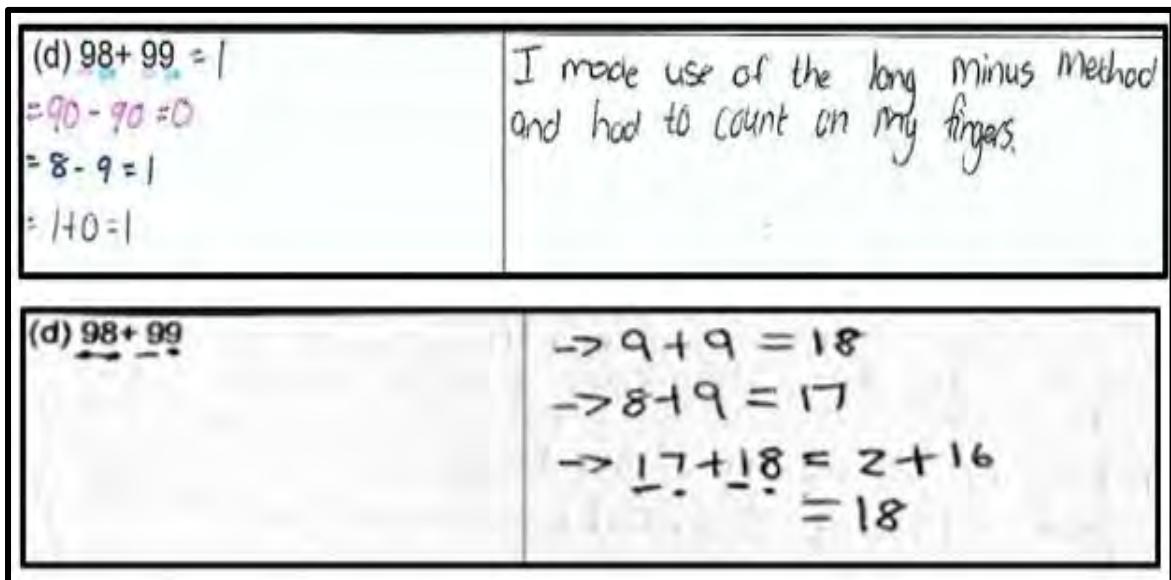 (d) 98+ 99 = 1
= 90 - 90 = 0
= 8 - 9 = 1
= 1+0 = 1
I made use of the long minus Method
and had to count on my fingers.
(d) 98+ 99
-> 9 + 9 = 18
-> 8 + 9 = 17
-> 17 + 18 = 2 + 16
= 18